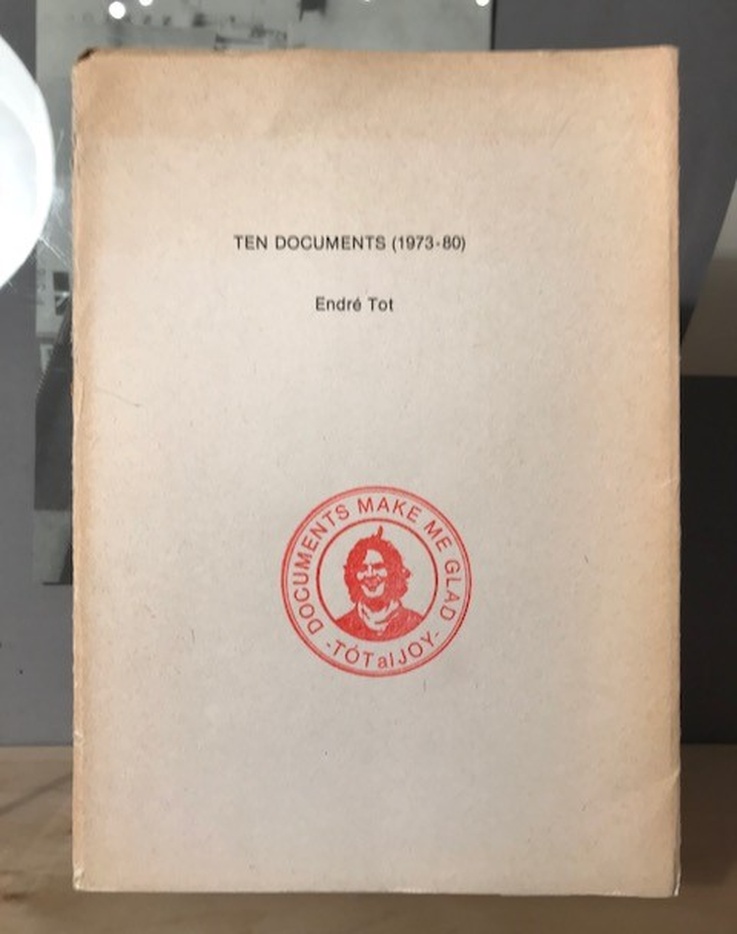 TEN DOCUMENTS (1973-80)
Endré Tot
DOCUMENTS MAKE ME GLAD
-TÓTalJOY-